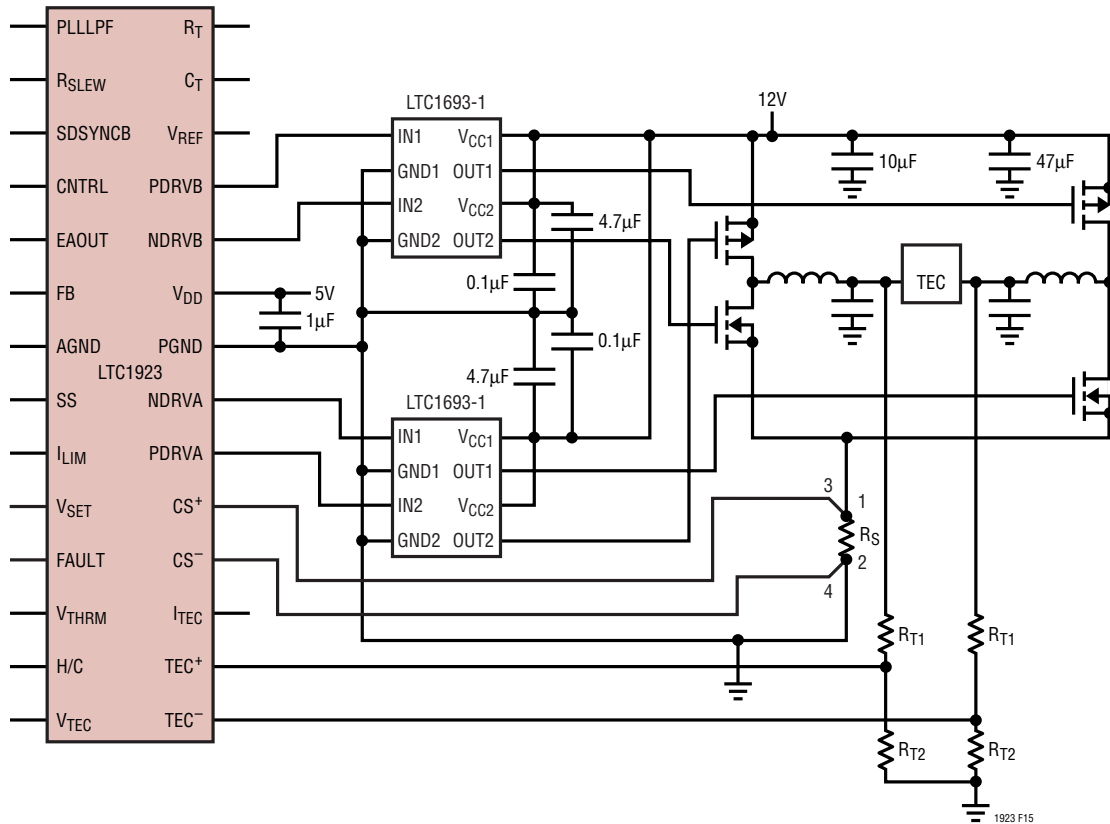 PLLLPF
RT
RSLEW
CT
SDSYNCB
VREF
CNTRL
PDRVB
EAOUT
NDRVB
FB
VDD
AGND
PGND
LTC1923
SS
NDRVA
ILIM
PDRVA
VSET
CS+
FAULT
CS−
VTHRM
ITEC
H/C
TEC+
VTEC
TEC−
5V
1µF
LTC1693-1
IN1
VCC1
GND1
OUT1
IN2
VCC2
GND2
OUT2
4.7µF
0.1µF
0.1µF
4.7µF
LTC1693-1
IN1
VCC1
GND1
OUT1
IN2
VCC2
GND2
OUT2
12V
10µF
47µF
TEC
3
1
RS
2
4
RT1
RT1
RT2
RT2
1923 F15